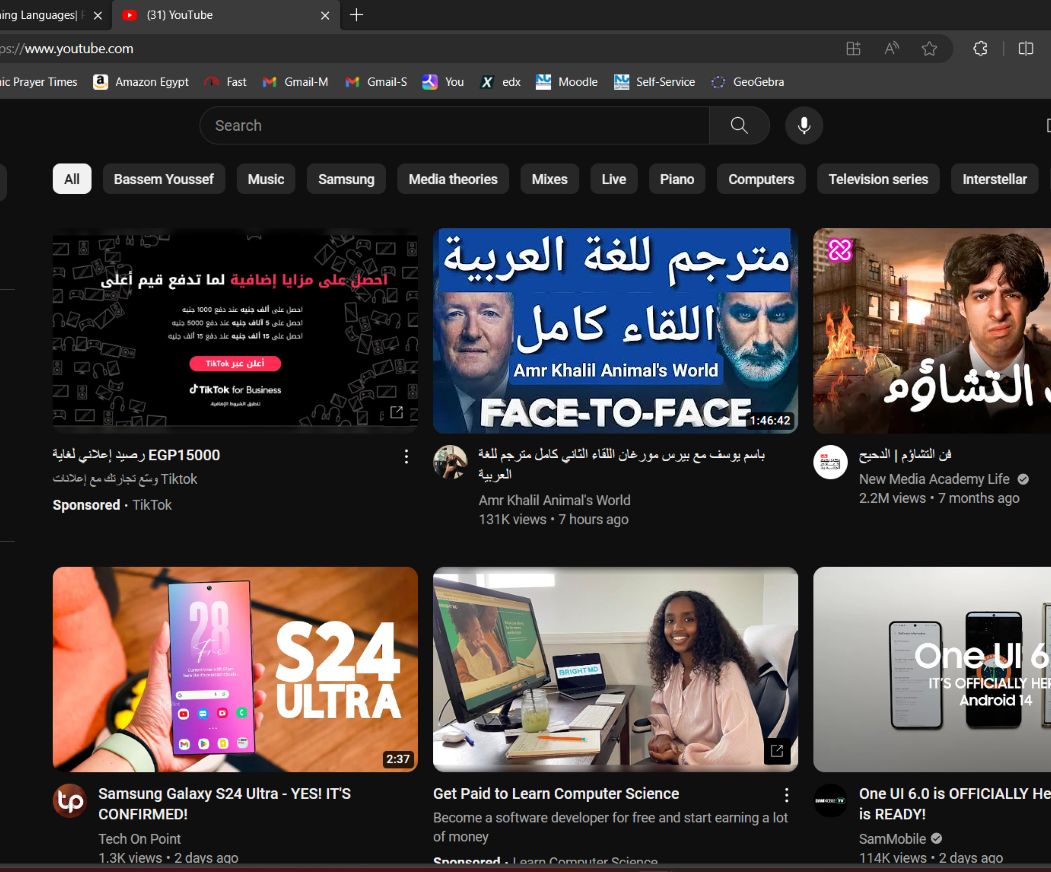 ning Languages|
(31) YouTube
ps://www.youtube.com
ic Prayer Times
Amazon Egypt
Fast
Gmail-M
Gmail-S
You
edx
Moodle
Self-Service
GeoGebra
Search
All
Bassem Youssef
Music
Samsung
Media theories
Mixes
Live
Piano
Computers
Television series
Interstellar
احصل على مزايا إضافية لما تدفع قيم أعلى
احصل على ألف جنيه عند دفع 1000 جنيه
احصل على 5 آلاف جنيه عند دفع 5000 جنيه
احصل على 15 ألف جنيه عند دفع 15 ألف جنيه
أعلن عبر TikTok
TikTok for Business
تنطبق الشروط الإضافية.
مترجم للغة العربية
اللقاء كامل
Amr Khalil Animal's World
FACE-TO-FACE
1:46:42
التشاؤم
رصيد إعلاني لغاية EGP15000
وسّع تجارتك مع إعلانات Tiktok
Sponsored · TikTok
باسم يوسف مع بيرس مورغان اللقاء الثاني كامل مترجم للغة
العربية
Amr Khalil Animal's World
131K views • 7 hours ago
فن التشاؤم | الدحيح
New Media Academy Life
2.2M views • 7 months ago
28
S24
ULTRA
2:37
BRIGHT MD
One UI 6
IT'S OFFICIALLY HE
Android 14
tp
Samsung Galaxy S24 Ultra - YES! IT'S
CONFIRMED!
Tech On Point
1.3K views • 2 days ago
Get Paid to Learn Computer Science
Become a software developer for free and start earning a lot
of money
Sponsored · Learn Computer Science
One UI 6.0 is OFFICIALLY He
is READY!
SamMobile
114K views • 2 days ago